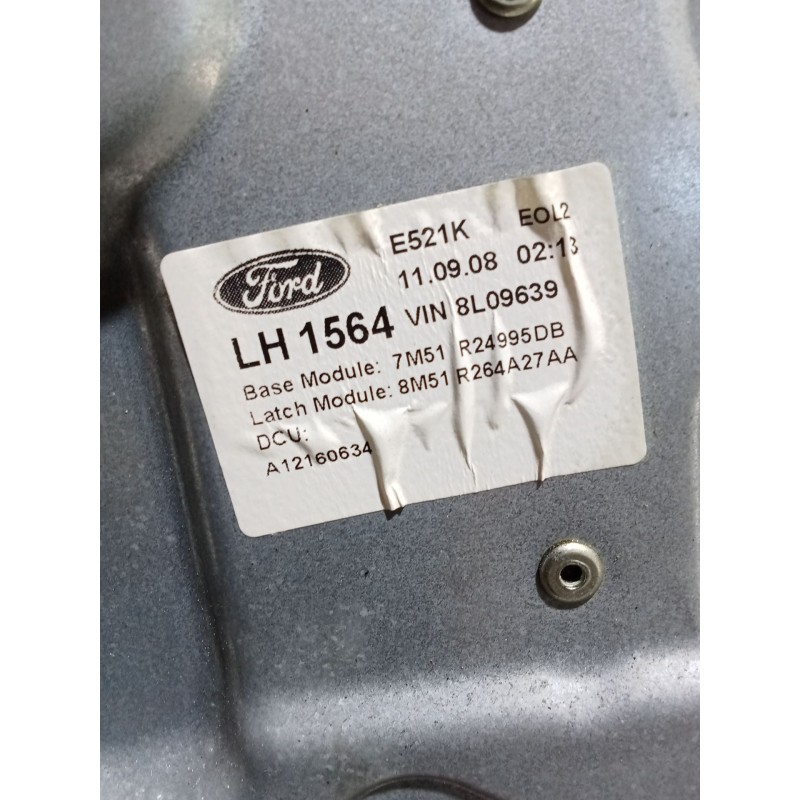 Ford
E521K EOL2
11.09.08 02:13
LH 1564 VIN 8L09639
Base Module: 7M51 R24995DB
Latch Module: 8M51 R264A27AA
DCU:
A12160634